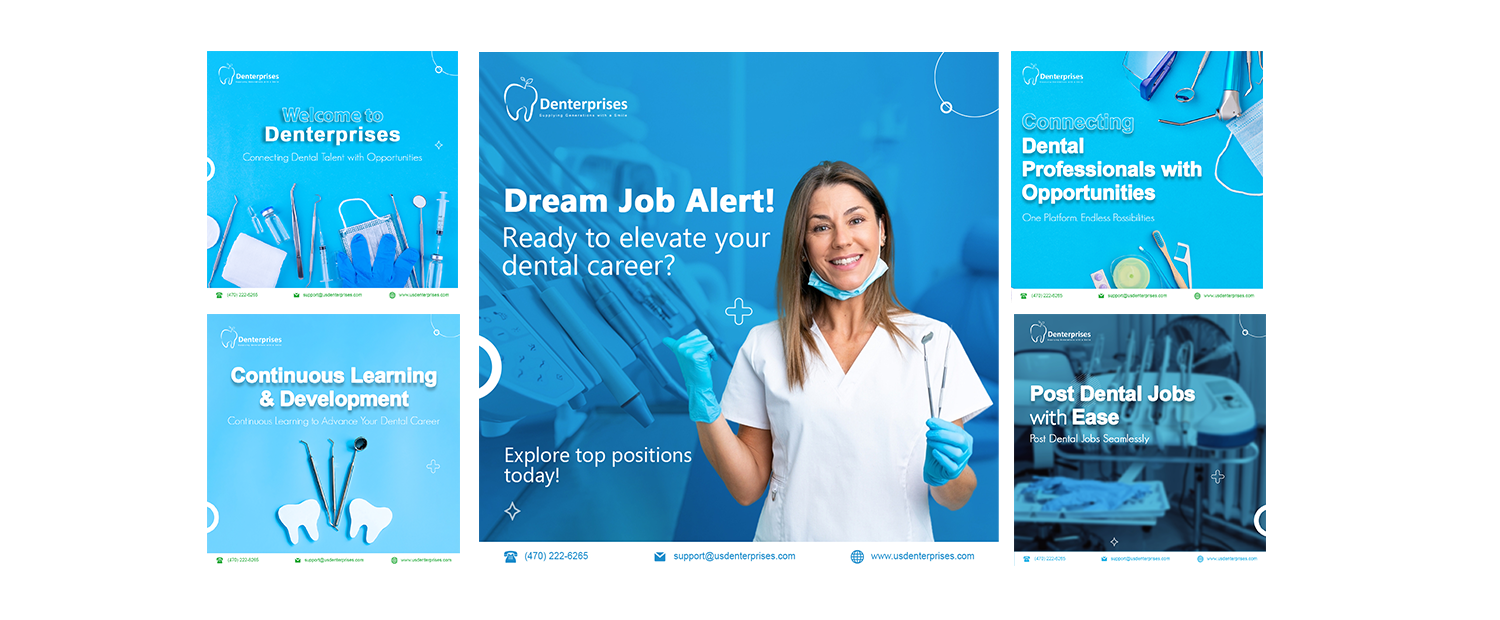 Denterprises
Welcome to
Denterprises
Connecting Dental Talent with Opportunities
(470) 222-6265
support@usdenterprises.com
www.usdenterprises.com
Denterprises
Continuous Learning
& Development
Continuous Learning to Advance Your Dental Career
(470) 222-6265
support@usdenterprises.com
www.usdenterprises.com
Denterprises
Supplying Generations with a Smile
Dream Job Alert!
Ready to elevate your
dental career?
Explore top positions
today!
(470) 222-6265
support@usdenterprises.com
www.usdenterprises.com
Denterprises
Connecting
Dental
Professionals with
Opportunities
One Platform, Endless Possibilities
(470) 222-6265
support@usdenterprises.com
www.usdenterprises.com
Denterprises
Post Dental Jobs
with Ease
Post Dental Jobs Seamlessly
(470) 222-6265
support@usdenterprises.com
www.usdenterprises.com